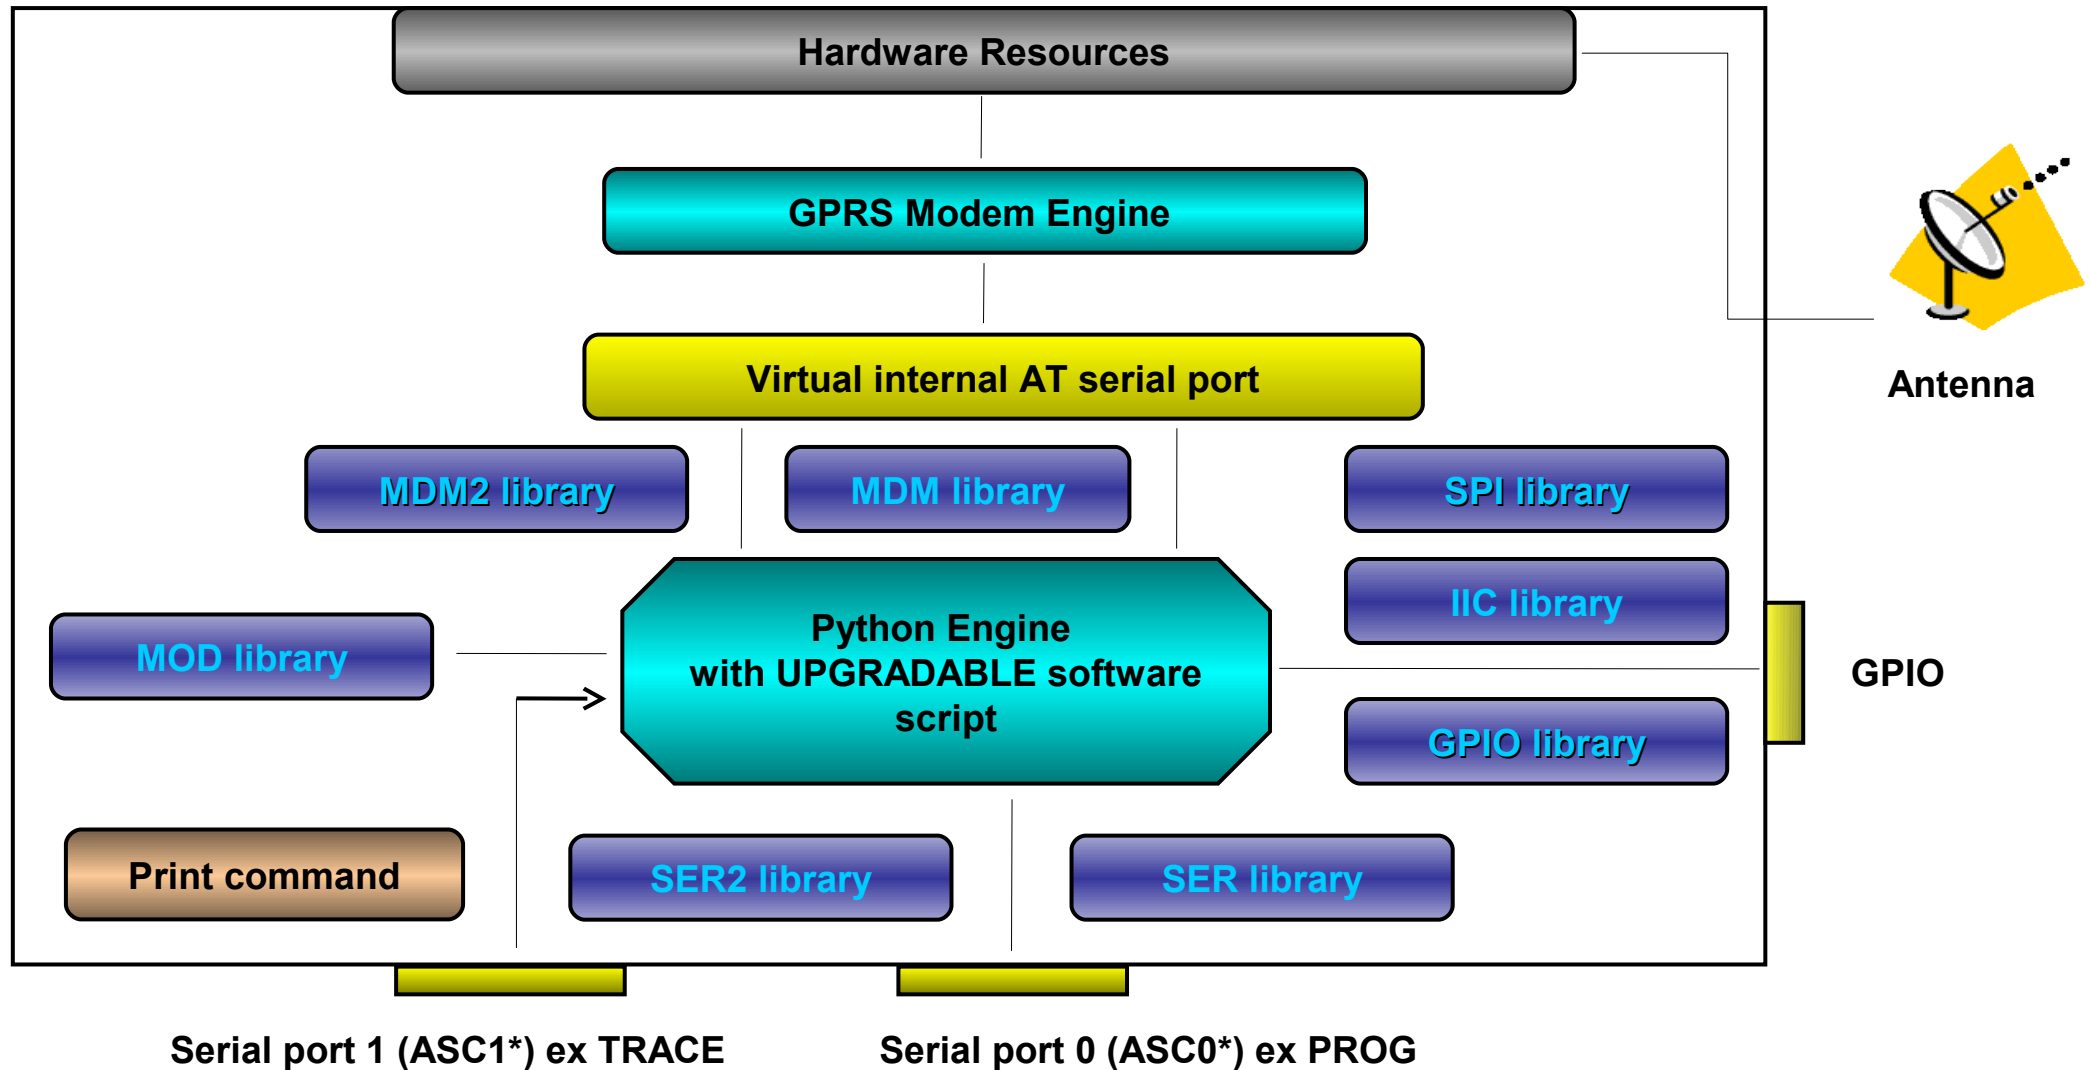 Hardware Resources
GPRS Modem Engine
Virtual internal AT serial port
Antenna
MDM2 library
MDM library
SPI library
IIC library
MOD library
Python Engine
with UPGRADABLE software
script
GPIO
GPIO library
Print command
SER2 library
SER library
Serial port 1 (ASC1*) ex TRACE
Serial port 0 (ASC0*) ex PROG